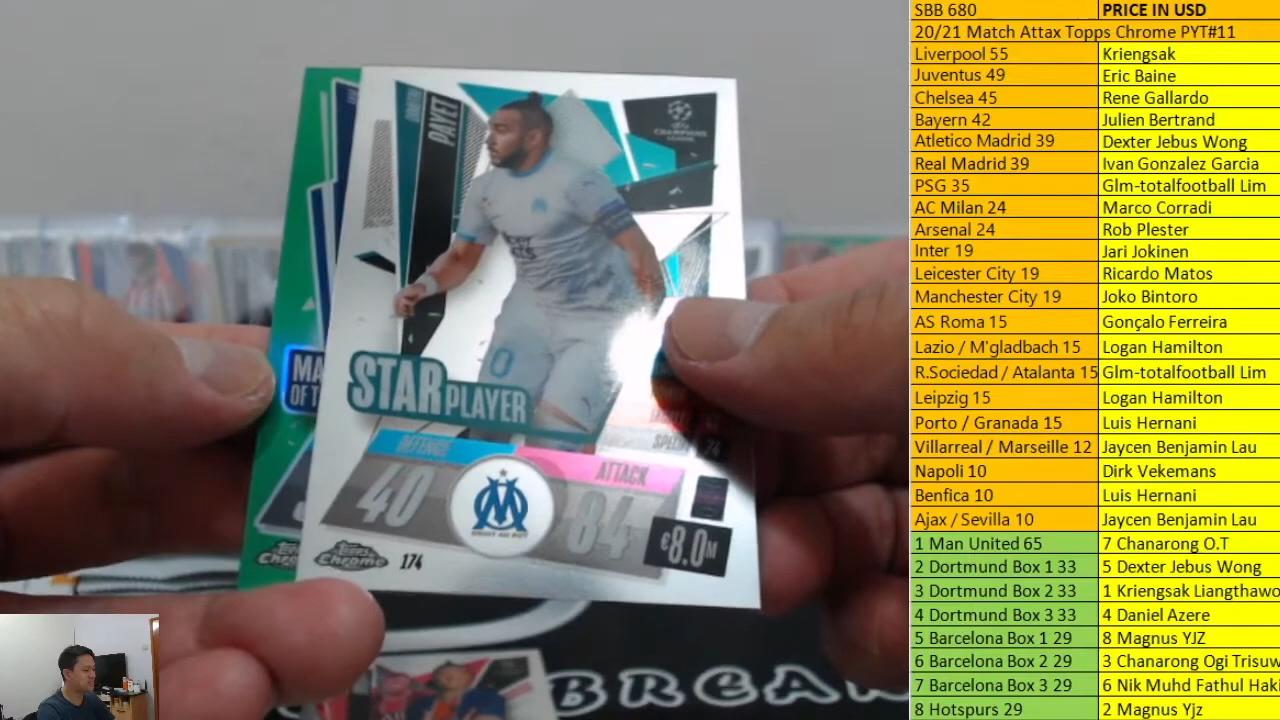 DIMITRI
PAYET
CHAMPIONS
LEAGUE
STAR PLAYER
MA
OF T
DEFENCE
ATTACK
40
84
€8.0M
Topps
Chrome
174
BREA
SBB 680 PRICE IN USD
20/21 Match Attax Topps Chrome PYT#11
Liverpool 55 Kriengsak
Juventus 49 Eric Baine
Chelsea 45 Rene Gallardo
Bayern 42 Julien Bertrand
Atletico Madrid 39 Dexter Jebus Wong
Real Madrid 39 Ivan Gonzalez Garcia
PSG 35 Glm-totalfootball Lim
AC Milan 24 Marco Corradi
Arsenal 24 Rob Plester
Inter 19 Jari Jokinen
Leicester City 19 Ricardo Matos
Manchester City 19 Joko Bintoro
AS Roma 15 Gonçalo Ferreira
Lazio / M'gladbach 15 Logan Hamilton
R.Sociedad / Atalanta 15 Glm-totalfootball Lim
Leipzig 15 Logan Hamilton
Porto / Granada 15 Luis Hernani
Villarreal / Marseille 12 Jaycen Benjamin Lau
Napoli 10 Dirk Vekemans
Benfica 10 Luis Hernani
Ajax / Sevilla 10 Jaycen Benjamin Lau
1 Man United 65 7 Chanarong O.T
2 Dortmund Box 1 33 5 Dexter Jebus Wong
3 Dortmund Box 2 33 1 Kriengsak Liangthawo
4 Dortmund Box 3 33 4 Daniel Azere
5 Barcelona Box 1 29 8 Magnus YJZ
6 Barcelona Box 2 29 3 Chanarong Ogi Trisuw
7 Barcelona Box 3 29 6 Nik Muhd Fathul Haki
8 Hotspurs 29 2 Magnus Yjz